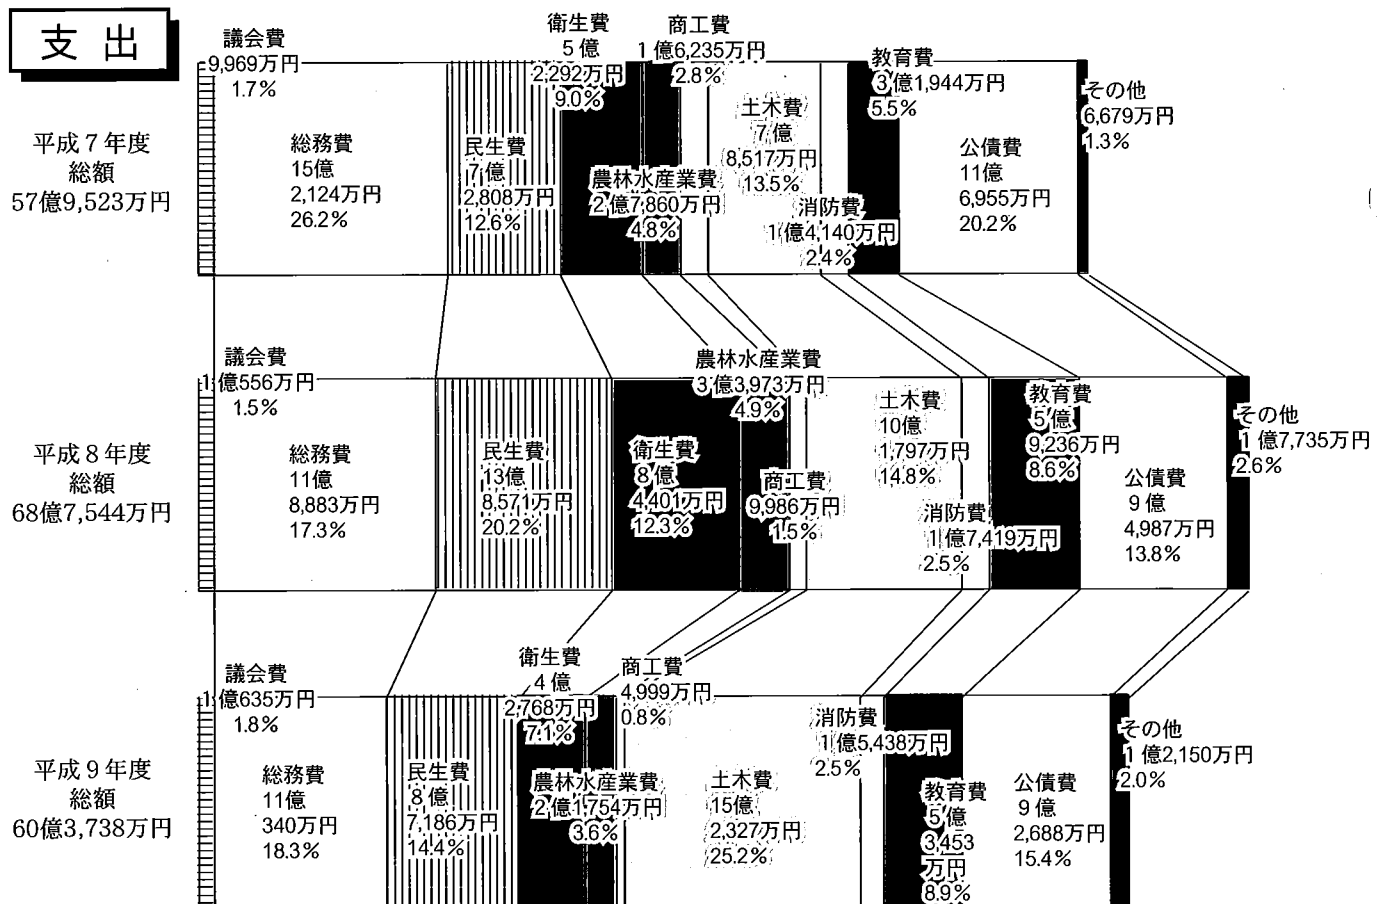 支出
平成7年度
総額
57億9,523万円
議会費
9,969万円
1.7%
総務費
15億
2,124万円
26.2%
民生費
7億
2,808万円
12.6%
衛生費
5億
2,292万円
9.0%
農林水産業費
2億7,860万円
4.8%
商工費
1億6,235万円
2.8%
土木費
7億
8,517万円
13.5%
消防費
1億4,140万円
2.4%
教育費
3億1,944万円
5.5%
公債費
11億
6,955万円
20.2%
その他
6,679万円
1.3%
平成8年度
総額
68億7,544万円
議会費
1億556万円
1.5%
総務費
11億
8,883万円
17.3%
民生費
13億
8,571万円
20.2%
衛生費
8億
4,401万円
12.3%
農林水産業費
3億3,973万円
4.9%
商工費
9,986万円
1.5%
土木費
10億
1,797万円
14.8%
消防費
1億7,419万円
2.5%
教育費
5億
9,236万円
8.6%
公債費
9億
4,987万円
13.8%
その他
1億7,735万円
2.6%
平成9年度
総額
60億3,738万円
議会費
1億635万円
1.8%
総務費
11億
340万円
18.3%
民生費
8億
7,186万円
14.4%
衛生費
4億
2,768万円
7.1%
農林水産業費
2億1,754万円
3.6%
商工費
4,999万円
0.8%
土木費
15億
2,327万円
25.2%
消防費
1億5,438万円
2.5%
教育費
5億
3,453
万円
8.9%
公債費
9億
2,688万円
15.4%
その他
1億2,150万円
2.0%